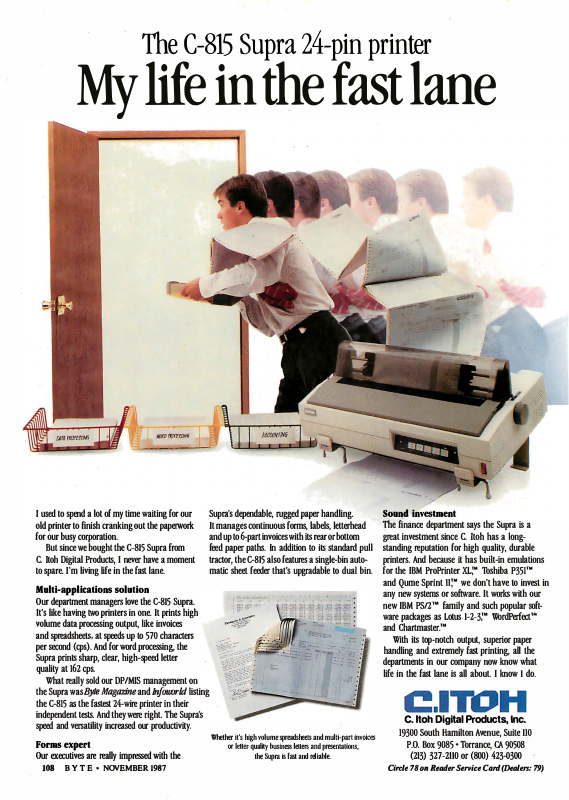 The C-815 Supra 24-pin printer
My life in the fast lane
DATA PROCESSING
WORD PROCESSING
ACCOUNTING
I used to spend a lot of my time waiting for our
old printer to finish cranking out the paperwork
for our busy corporation.
But since we bought the C-815 Supra from
C. Itoh Digital Products, I never have a moment
to spare. I'm living life in the fast lane.
Multi-applications solution
Our department managers love the C-815 Supra.
It's like having two printers in one. It prints high
volume data processing output, like invoices
and spreadsheets, at speeds up to 570 characters
per second (cps). And for word processing, the
Supra prints sharp, clear, high-speed letter
quality at 162 cps.
What really sold our DP/MIS management on
the Supra was Byte Magazine and Infoworld listing
the C-815 as the fastest 24-wire printer in their
independent tests. And they were right. The Supra's
speed and versatility increased our productivity.
Forms expert
Our executives are really impressed with the
Supra's dependable, rugged paper handling.
It manages continuous forms, labels, letterhead
and up to 6-part invoices with its rear or bottom
feed paper paths. In addition to its standard pull
tractor, the C-815 also features a single-bin auto-
matic sheet feeder that's upgradable to dual bin.
Whether it's high volume spreadsheets and multi-part invoices
or letter quality business letters and presentations,
the Supra is fast and reliable.
Sound investment
The finance department says the Supra is a
great investment since C. Itoh has a long-
standing reputation for high quality, durable
printers. And because it has built-in emulations
for the IBM ProPrinter XL,™ Toshiba P351™
and Qume Sprint II,™ we don't have to invest in
any new systems or software. It works with our
new IBM PS/2™ family and such popular soft-
ware packages as Lotus 1-2-3,™ WordPerfect™
and Chartmaster.™
With its top-notch output, superior paper
handling and extremely fast printing, all the
departments in our company now know what
life in the fast lane is all about. I know I do.
C.ITOH
C. Itoh Digital Products, Inc.
19300 South Hamilton Avenue, Suite 110
P.O. Box 9085 • Torrance, CA 90508
(213) 327-2110 or (800) 423-0300
Circle 78 on Reader Service Card (Dealers: 79)
108 BYTE • NOVEMBER 1987